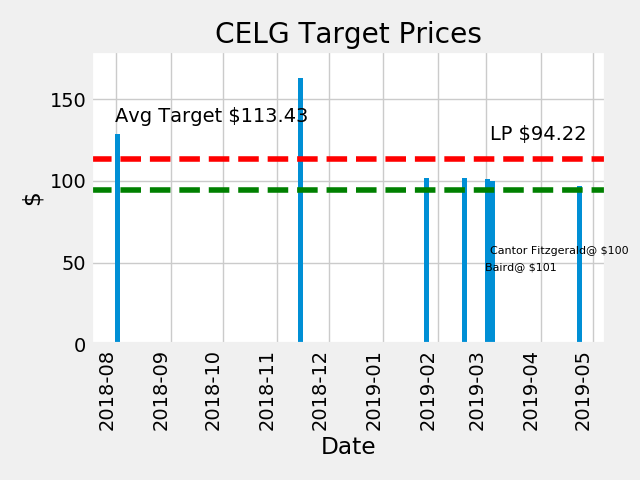 CELG Target Prices
150
100
50
0
$
Avg Target $113.43
LP $94.22
Cantor Fitzgerald@ $100
Baird@ $101
2018-08
2018-09
2018-10
2018-11
2018-12
2019-01
2019-02
2019-03
2019-04
2019-05
Date